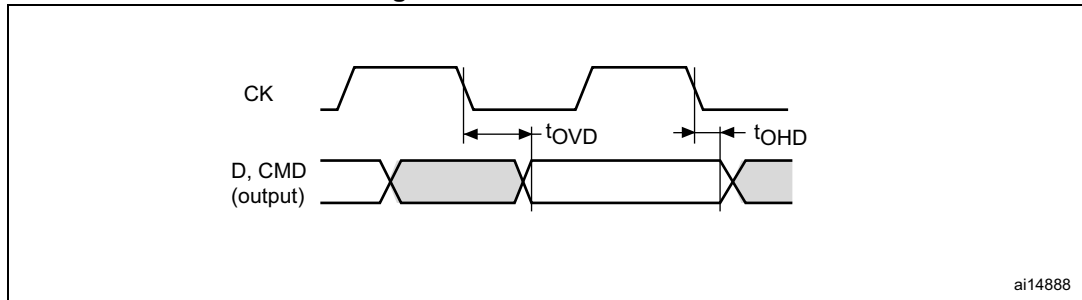 CK
tOVD
tOHD
D, CMD
(output)
ai14888